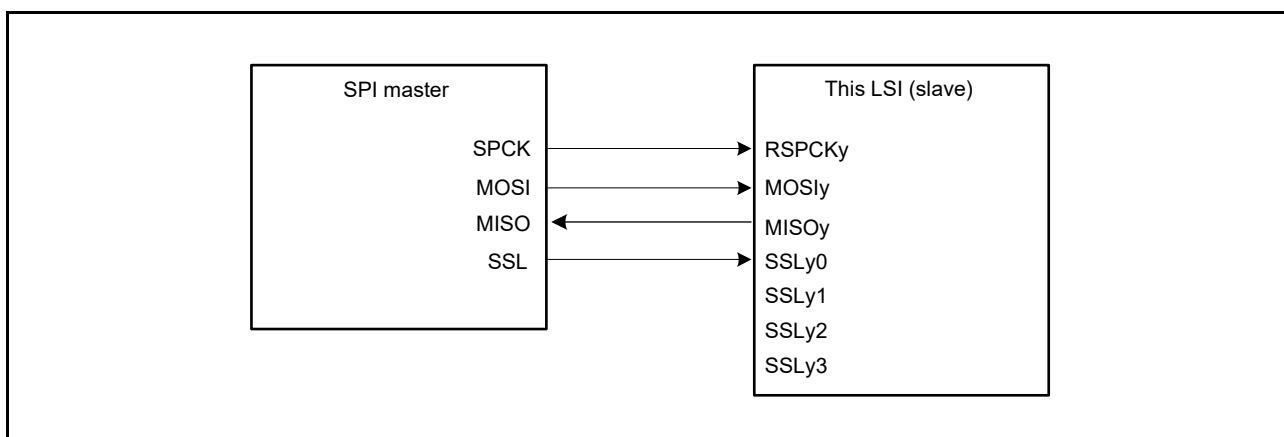 SPI master
SPCK
MOSI
MISO
SSL
This LSI (slave)
RSPCKy
MOSIy
MISOy
SSLy0
SSLy1
SSLy2
SSLy3